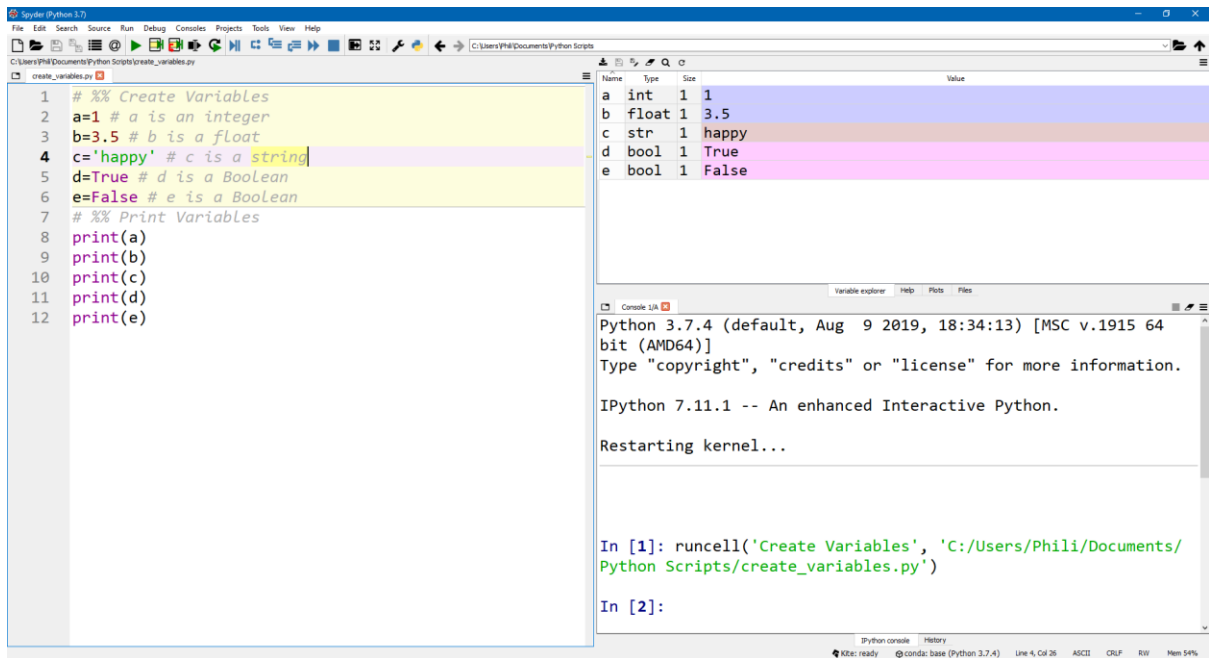 Spyder (Python 3.7)
File Edit Search Source Run Debug Consoles Projects Tools View Help
C:\Users\Phili\Documents\Python Scripts
C:\Users\Phili\Documents\Python Scripts\create_variables.py
create_variables.py
1 # %% Create Variables
2 a=1 # a is an integer
3 b=3.5 # b is a float
4 c='happy' # c is a string
5 d=True # d is a Boolean
6 e=False # e is a Boolean
7 # %% Print Variables
8 print(a)
9 print(b)
10 print(c)
11 print(d)
12 print(e)
Name Type Size Value
a int 1 1
b float 1 3.5
c str 1 happy
d bool 1 True
e bool 1 False
Variable explorer Help Plots Files
Console 1/A
Python 3.7.4 (default, Aug  9 2019, 18:34:13) [MSC v.1915 64
bit (AMD64)]
Type "copyright", "credits" or "license" for more information.
IPython 7.11.1 -- An enhanced Interactive Python.
Restarting kernel...
In [1]: runcell('Create Variables', 'C:/Users/Phili/Documents/
Python Scripts/create_variables.py')
In [2]:
IPython console History
Kite: ready conda: base (Python 3.7.4) Line 4, Col 26 ASCII CRLF RW Mem 54%